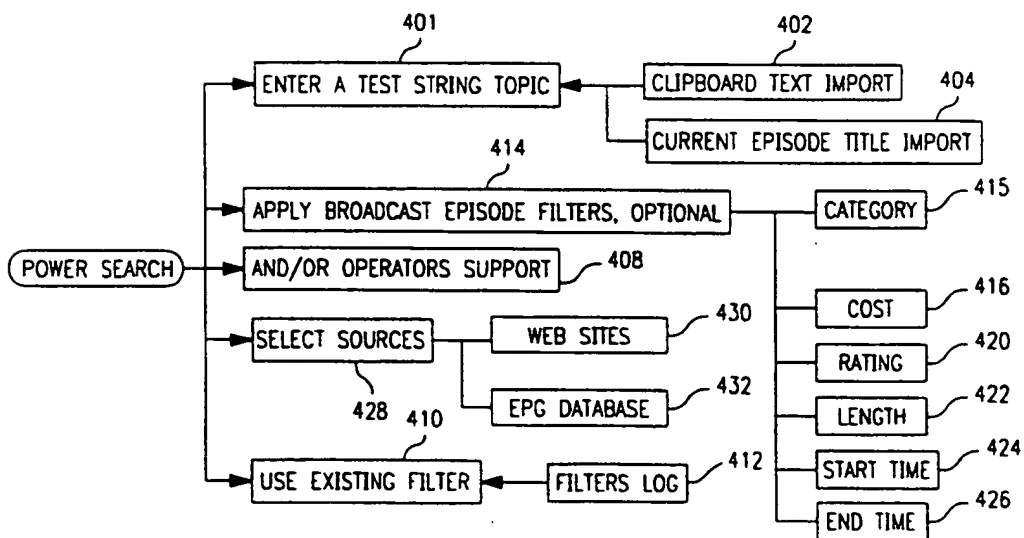 401
402
ENTER A TEST STRING TOPIC
CLIPBOARD TEXT IMPORT
404
CURRENT EPISODE TITLE IMPORT
414
APPLY BROADCAST EPISODE FILTERS, OPTIONAL
CATEGORY
415
POWER SEARCH
AND/OR OPERATORS SUPPORT
408
COST
416
SELECT SOURCES
428
WEB SITES
430
RATING
420
EPG DATABASE
432
LENGTH
422
410
USE EXISTING FILTER
FILTERS LOG
412
START TIME
424
END TIME
426